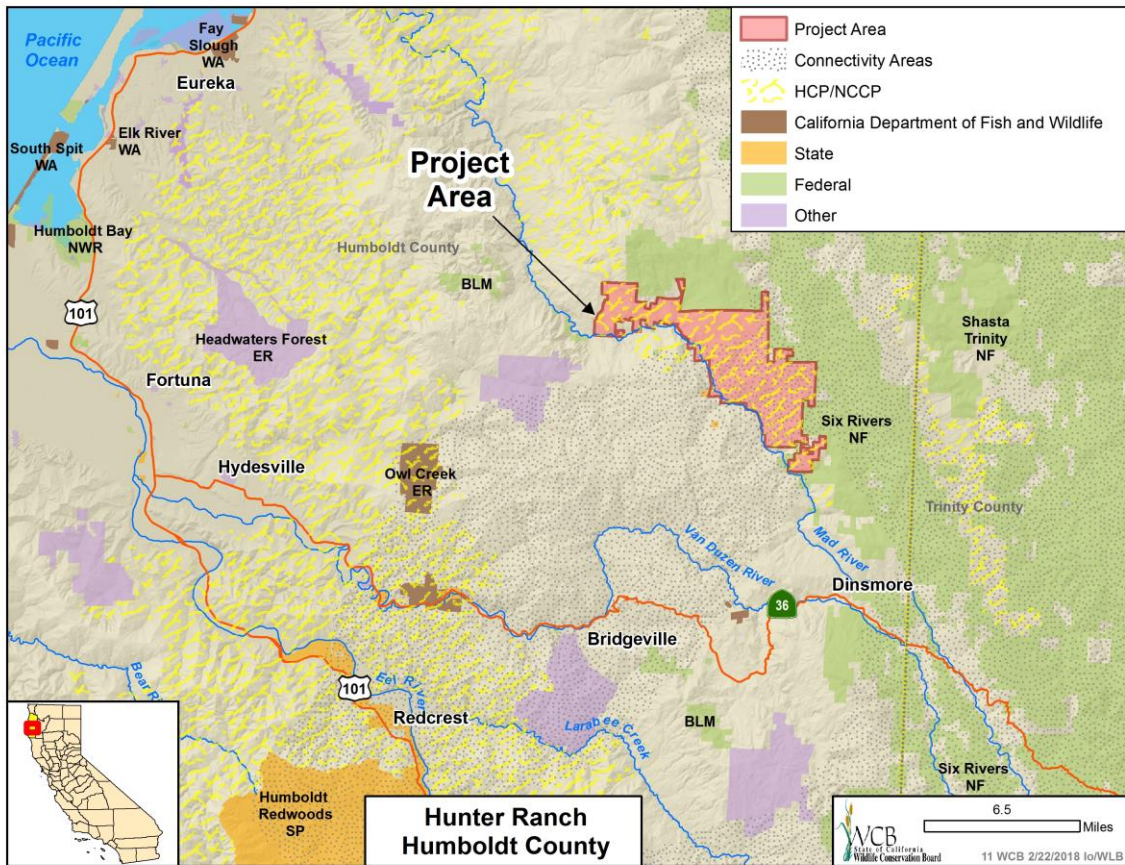 Pacific
Ocean
Fay
Slough
WA
Eureka
Elk River
WA
South Spit
WA
Humboldt Bay
NWR
101
Project
Area
Humboldt County
BLM
Headwaters Forest
ER
Fortuna
Hydesville
Owl Creek
ER
Shasta
Trinity
NF
Six Rivers
NF
Trinity County
Van Duzen River
Mad River
Dinsmore
36
Bridgeville
Bear R
Eel River
101
Redcrest
Larabee Creek
BLM
Six Rivers
NF
Humboldt
Redwoods
SP
Project Area
Connectivity Areas
HCP/NCCP
California Department of Fish and Wildlife
State
Federal
Other
Hunter Ranch
Humboldt County
6.5
Miles
WCB
State of California
Wildlife Conservation Board
11 WCB 2/22/2018 lo/WLB